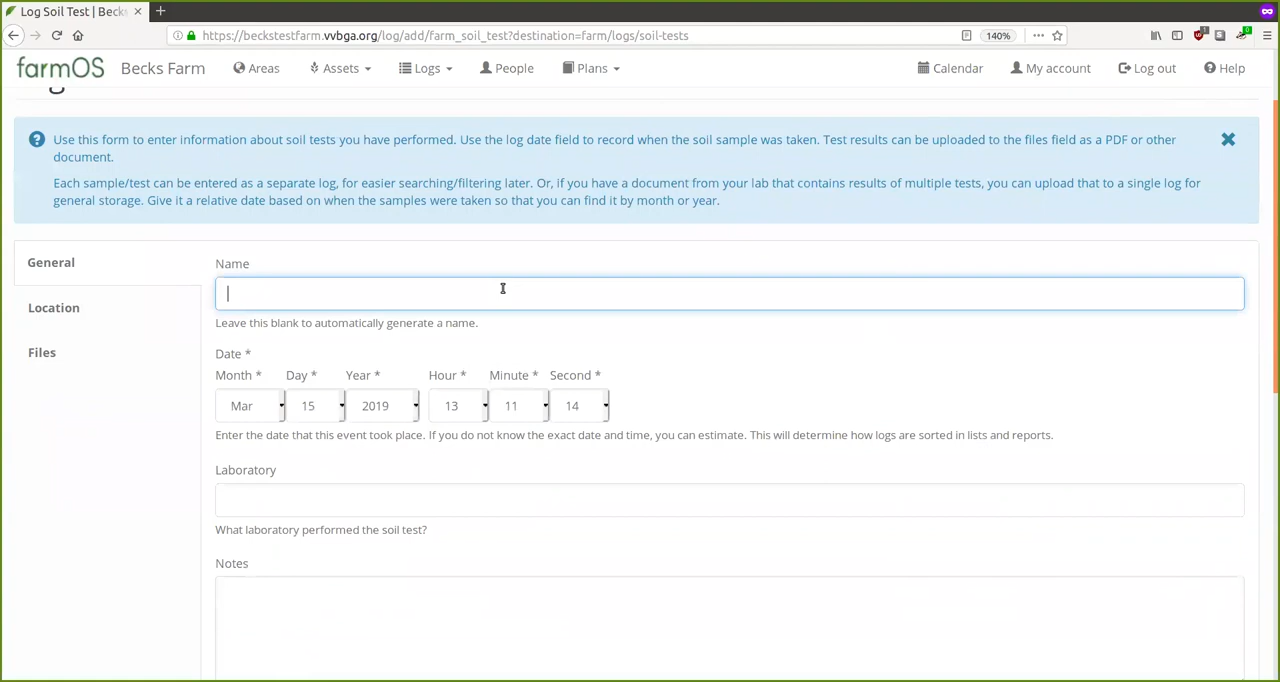 Log Soil Test | Becks
https://beckstestfarm.vvbga.org/log/add/farm_soil_test?destination=farm/logs/soil-tests
140%
farmOS Becks Farm Areas Assets Logs People Plans Calendar My account Log out Help
Use this form to enter information about soil tests you have performed. Use the log date field to record when the soil sample was taken. Test results can be uploaded to the files field as a PDF or other
document.
Each sample/test can be entered as a separate log, for easier searching/filtering later. Or, if you have a document from your lab that contains results of multiple tests, you can upload that to a single log for
general storage. Give it a relative date based on when the samples were taken so that you can find it by month or year.
General
Location
Files
Name
Leave this blank to automatically generate a name.
Date *
Month * Day * Year * Hour * Minute * Second *
Mar 15 2019 13 11 14
Enter the date that this event took place. If you do not know the exact date and time, you can estimate. This will determine how logs are sorted in lists and reports.
Laboratory
What laboratory performed the soil test?
Notes